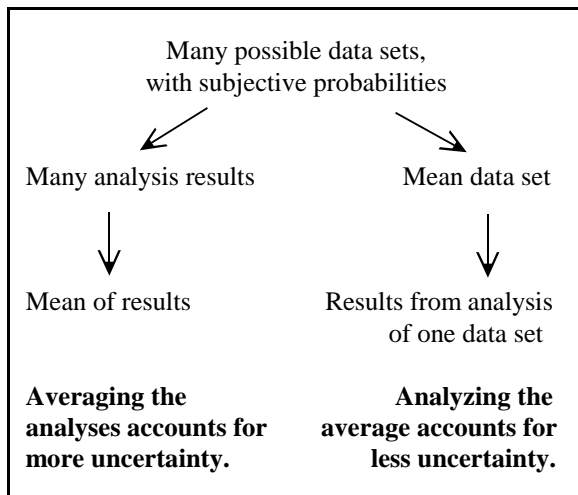 Many possible data sets,
with subjective probabilities
Many analysis results
Mean data set
Mean of results
Results from analysis
of one data set
Averaging the
analyses accounts for
more uncertainty.
Analyzing the
average accounts for
less uncertainty.